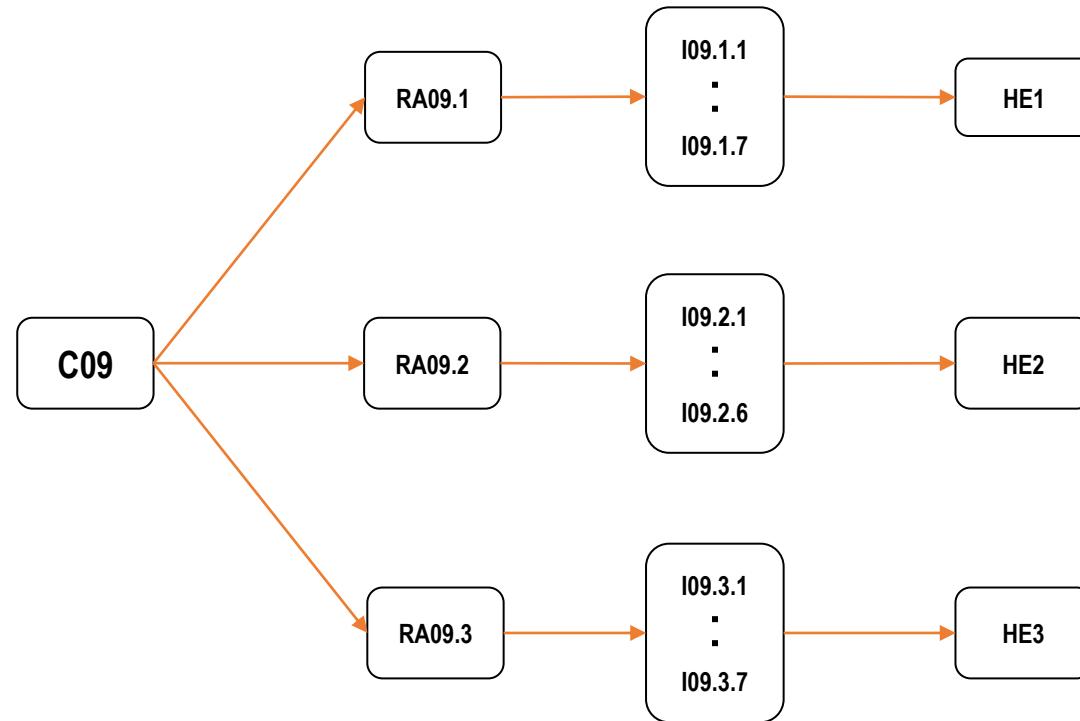 C09
RA09.1
I09.1.1
.
.
I09.1.7
HE1
RA09.2
I09.2.1
.
.
I09.2.6
HE2
RA09.3
I09.3.1
.
.
I09.3.7
HE3